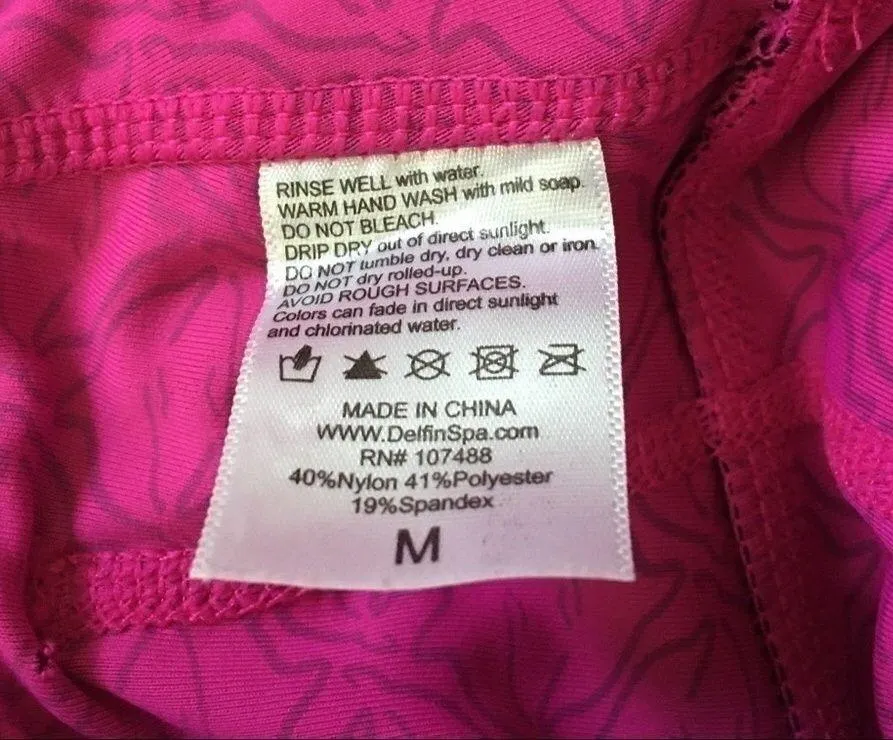 RINSE WELL with water.
WARM HAND WASH with mild soap.
DO NOT BLEACH.
DRIP DRY out of direct sunlight.
DO NOT tumble dry, dry clean or iron.
DO NOT dry rolled-up.
AVOID ROUGH SURFACES.
Colors can fade in direct sunlight
and chlorinated water.
MADE IN CHINA
WWW.DelfinSpa.com
RN# 107488
40%Nylon 41%Polyester
19%Spandex
M